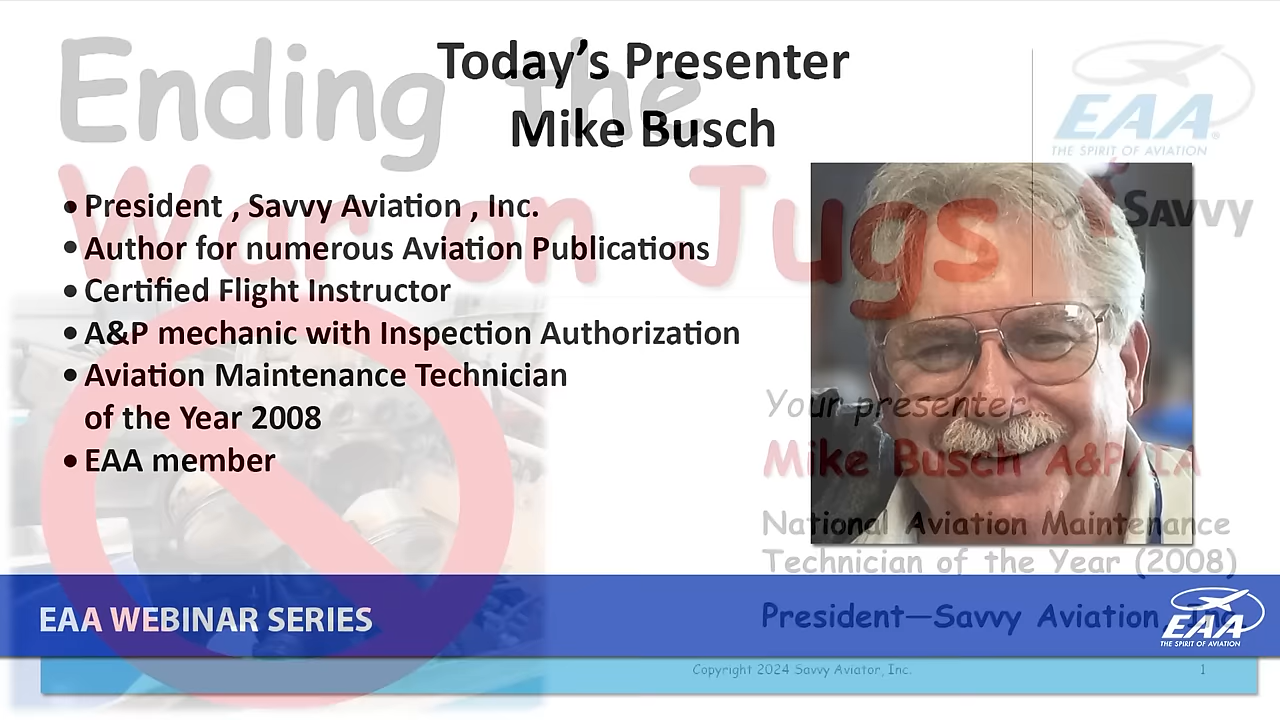 Ending the
War on Jugs
Today's Presenter
Mike Busch
EAA®
THE SPIRIT OF AVIATION
SAVVY
• President , Savvy Aviation , Inc.
• Author for numerous Aviation Publications
• Certified Flight Instructor
• A&P mechanic with Inspection Authorization
• Aviation Maintenance Technician
of the Year 2008
• EAA member
Your presenter
Mike Busch A&P/IA
National Aviation Maintenance
Technician of the Year (2008)
President—Savvy Aviation, Inc
EAA WEBINAR SERIES
EAA
THE SPIRIT OF AVIATION
Copyright 2024 Savvy Aviator, Inc.
1